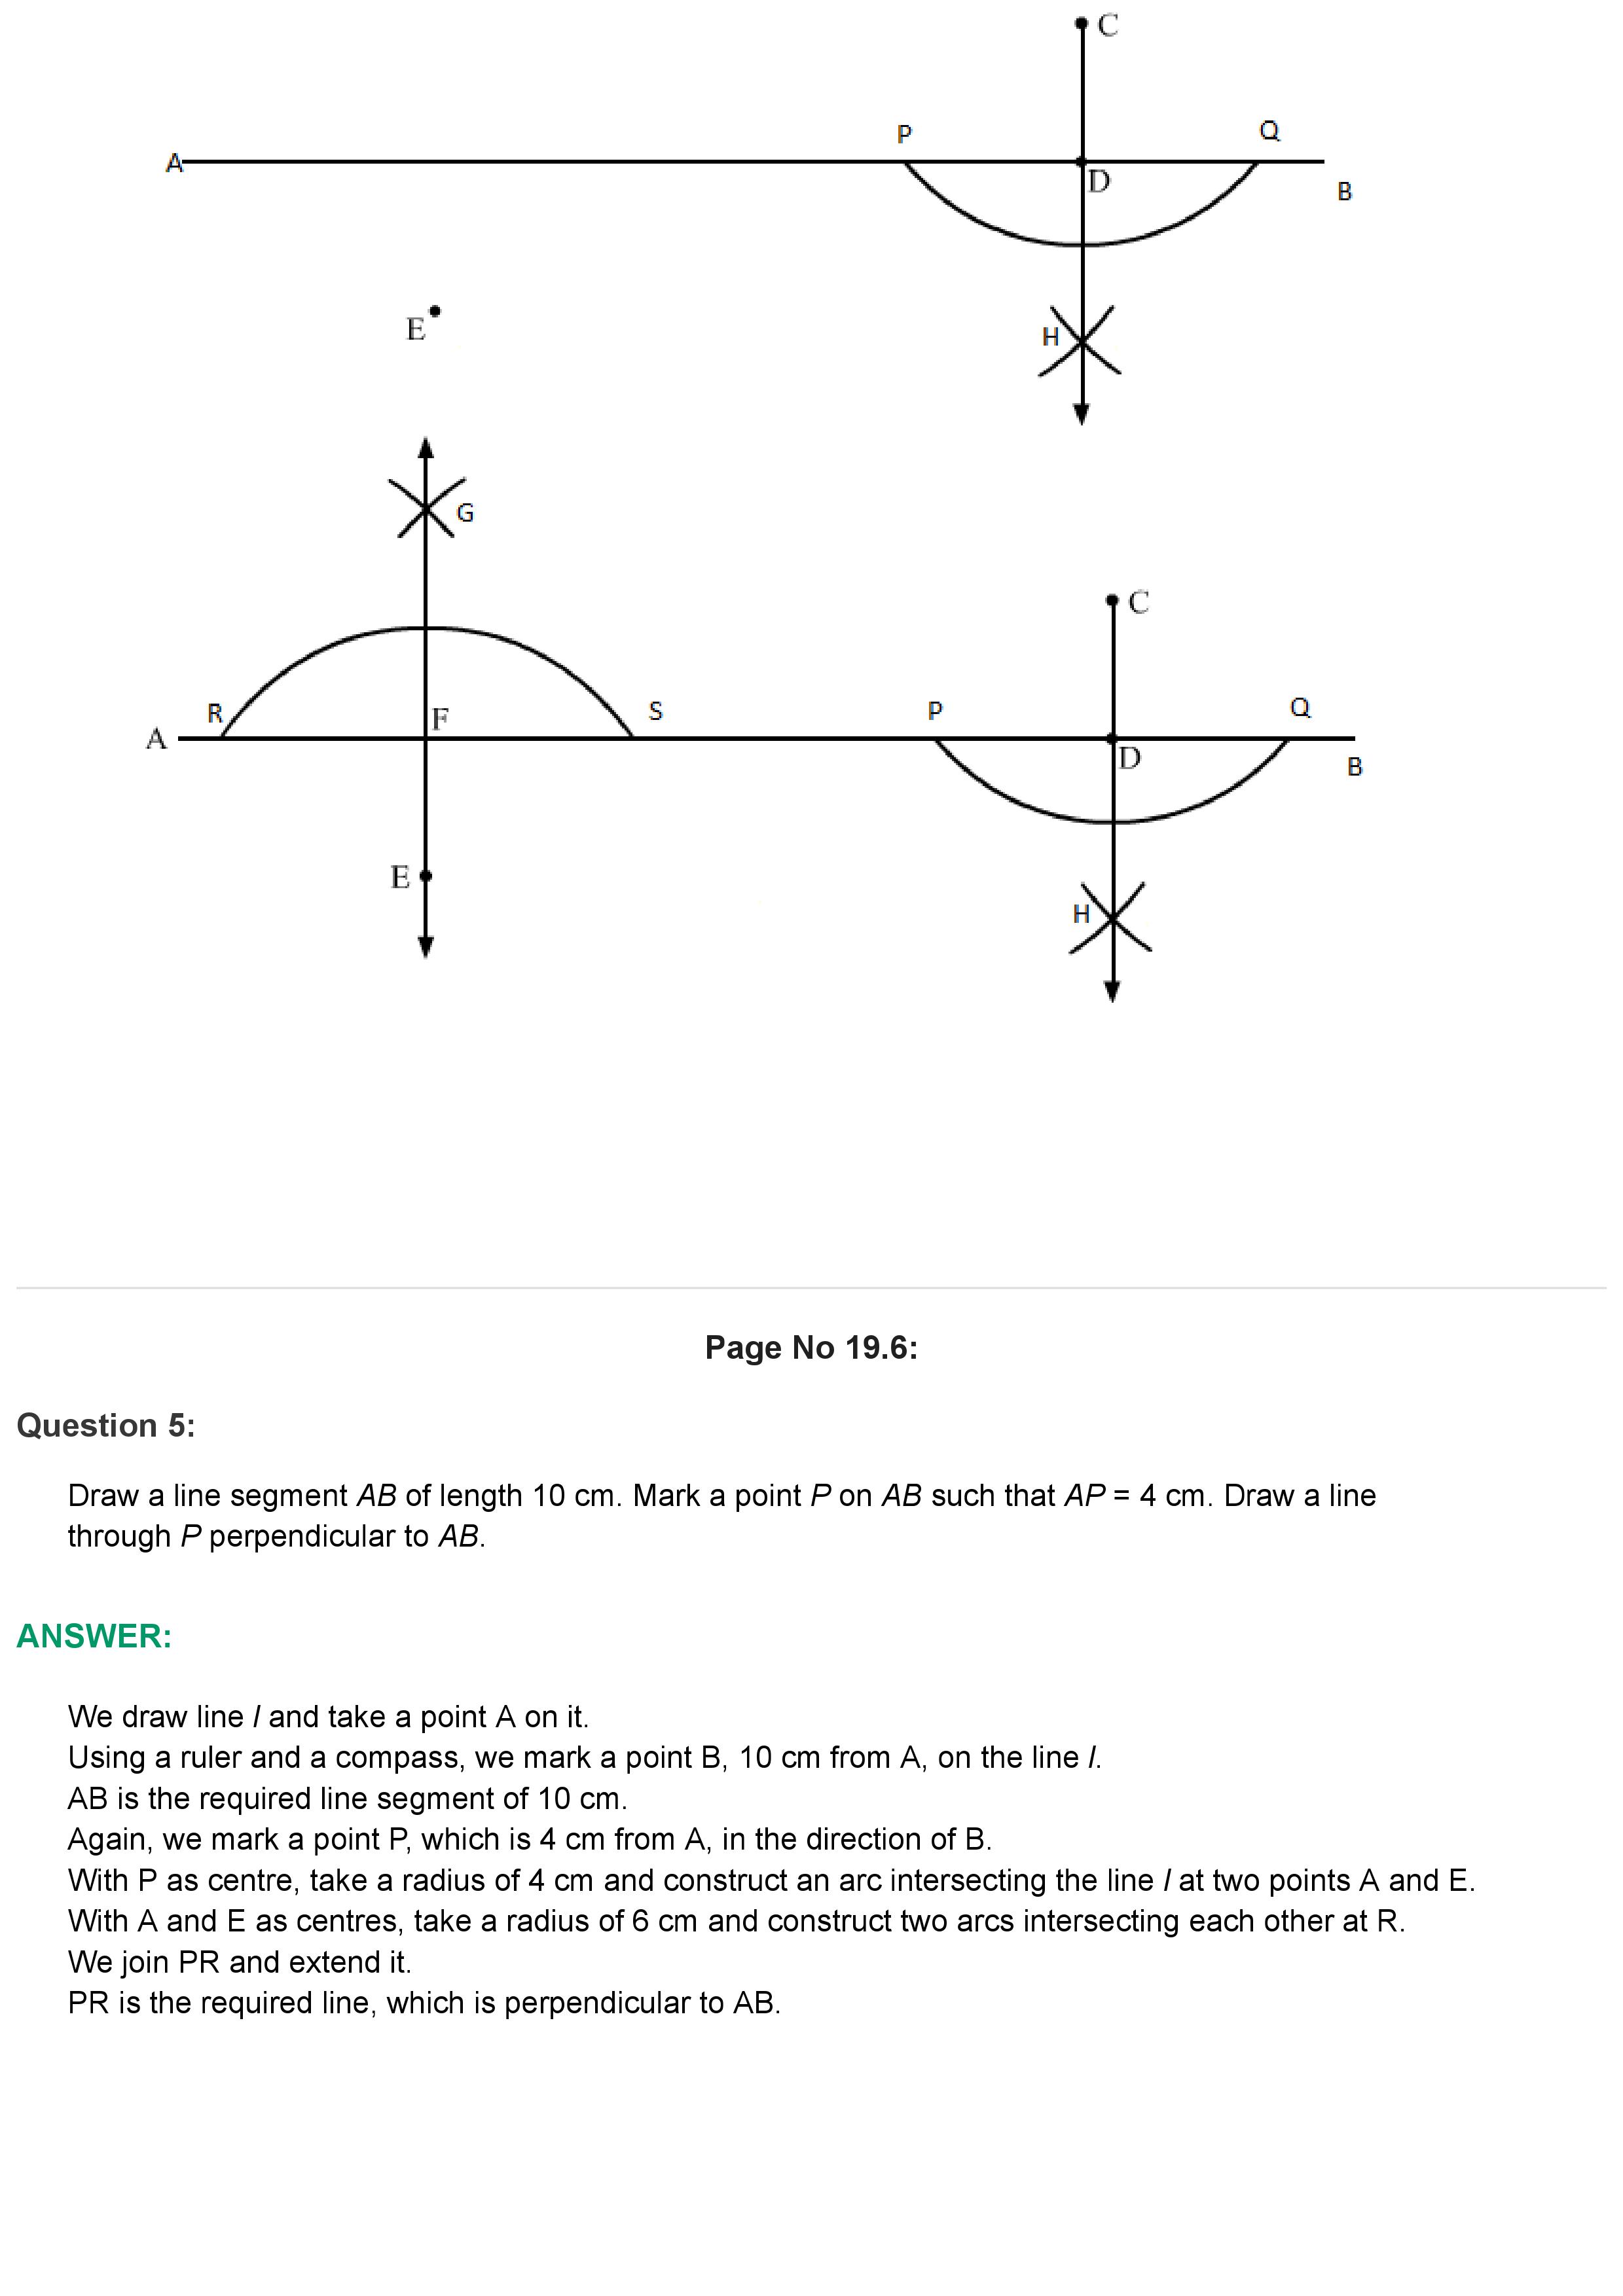 C
P
Q
A
D
B
E
H
G
C
R
F
S
P
Q
A
D
B
E
H
Page No 19.6:
Question 5:
Draw a line segment AB of length 10 cm. Mark a point P on AB such that AP = 4 cm. Draw a line
through P perpendicular to AB.
ANSWER:
We draw line l and take a point A on it.
Using a ruler and a compass, we mark a point B, 10 cm from A, on the line l.
AB is the required line segment of 10 cm.
Again, we mark a point P, which is 4 cm from A, in the direction of B.
With P as centre, take a radius of 4 cm and construct an arc intersecting the line l at two points A and E.
With A and E as centres, take a radius of 6 cm and construct two arcs intersecting each other at R.
We join PR and extend it.
PR is the required line, which is perpendicular to AB.